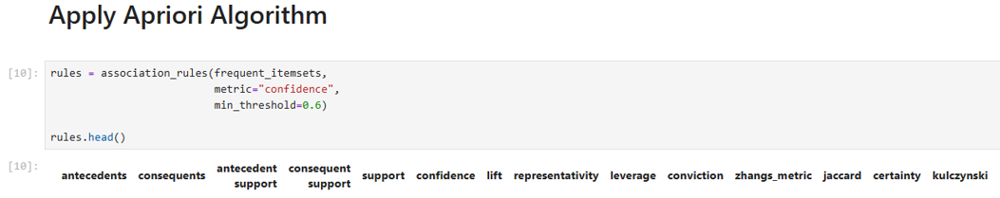 Apply Apriori Algorithm
[10]: rules = association_rules(frequent_itemsets,
metric="confidence",
min_threshold=0.6)
rules.head()
[10]:
antecedents consequents antecedent support consequent support support confidence lift representativity leverage conviction zhangs_metric jaccard certainty kulczynski